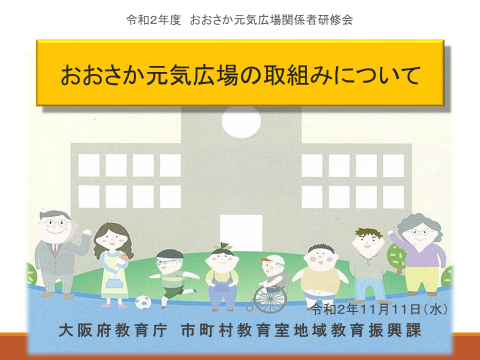 令和２年度　おおさか元気広場関係者研修会
おおさか元気広場の取組みについて
令和２年１１月１１日（水）
大阪府教育庁　市町村教育室地域教育振興課